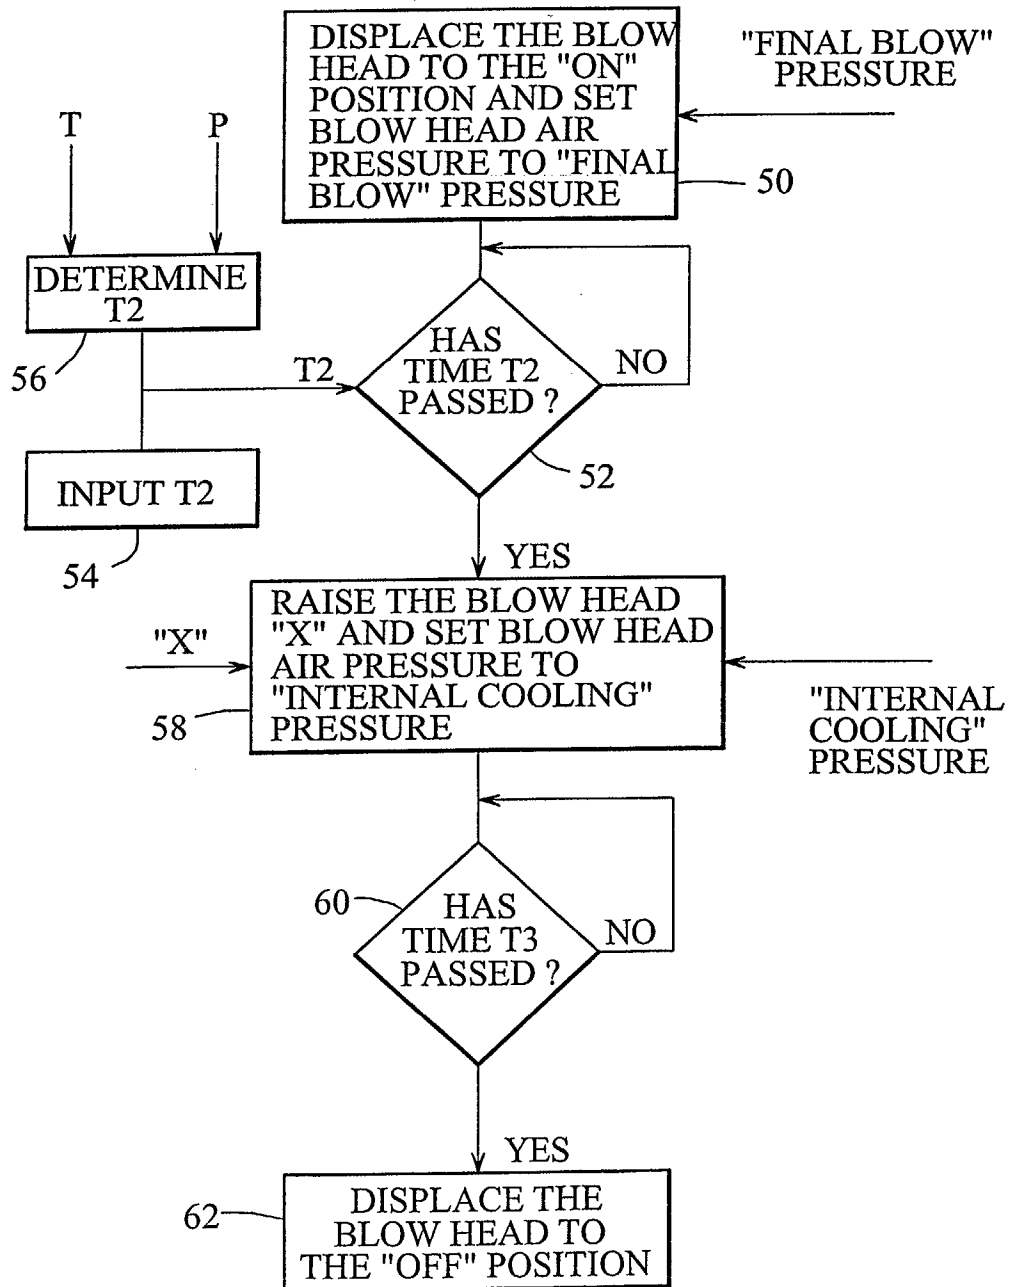 DISPLACE THE BLOW
HEAD TO THE "ON"
POSITION AND SET
BLOW HEAD AIR
PRESSURE TO "FINAL
BLOW" PRESSURE
"FINAL BLOW"
PRESSURE
50
T
P
DETERMINE
T2
56
T2
HAS
TIME T2
PASSED ?
NO
52
INPUT T2
54
YES
RAISE THE BLOW HEAD
"X" AND SET BLOW HEAD
AIR PRESSURE TO
"INTERNAL COOLING"
PRESSURE
"X"
58
"INTERNAL
COOLING"
PRESSURE
60
HAS
TIME T3
PASSED ?
NO
YES
62
DISPLACE THE
BLOW HEAD TO
THE "OFF" POSITION